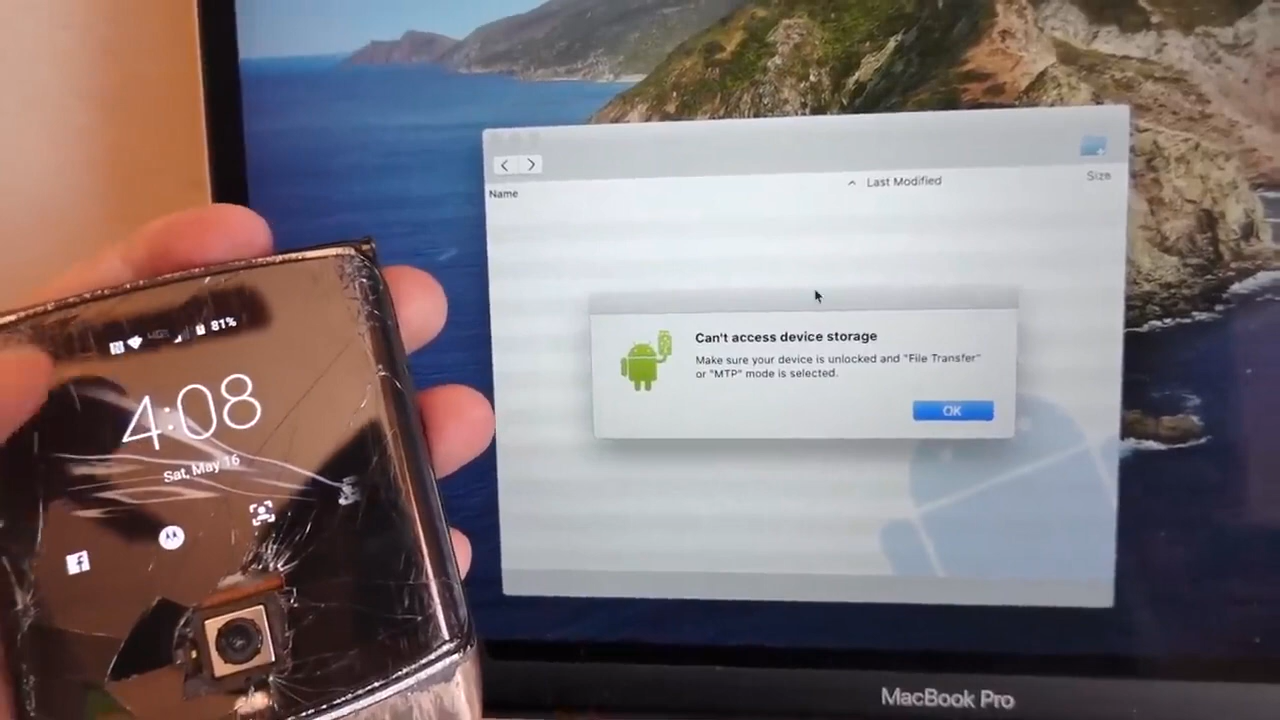 Name
Last Modified
Size
Can't access device storage
Make sure your device is unlocked and "File Transfer"
or "MTP" mode is selected.
OK
81%
4:08
Sat, May 16
f
MacBook Pro